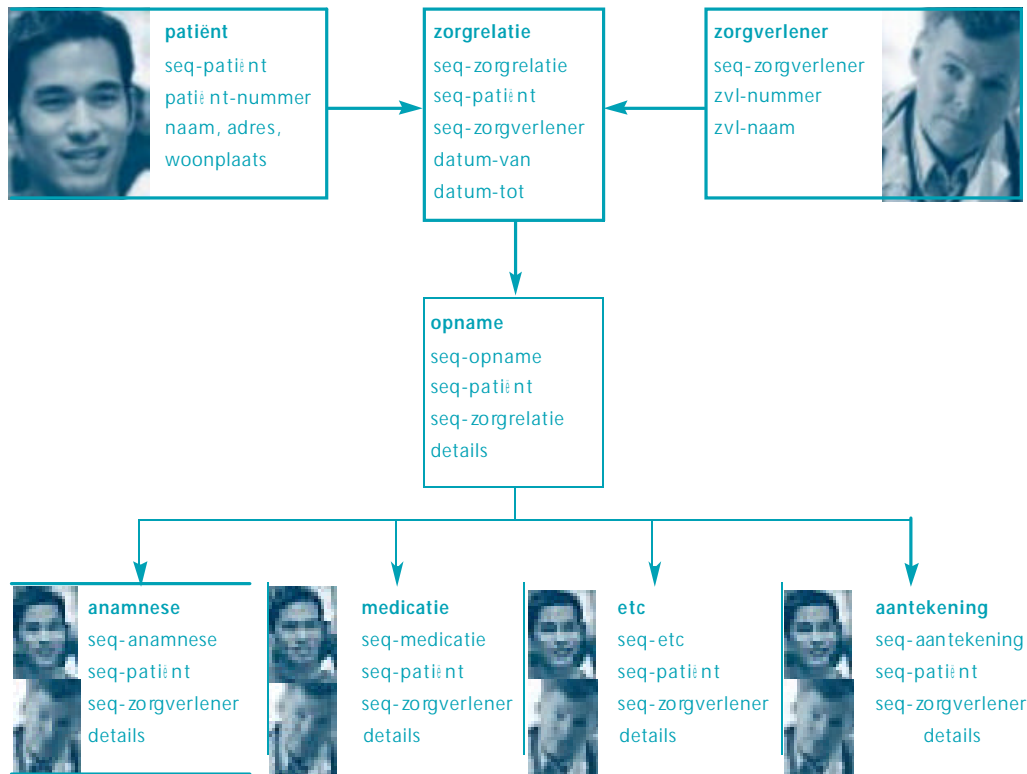 patiënt
seq-patiënt
patiënt-nummer
naam, adres,
woonplaats
zorgrelatie
seq-zorgrelatie
seq-patiënt
seq-zorgverlener
datum-van
datum-tot
zorgverlener
seq-zorgverlener
zvl-nummer
zvl-naam
opname
seq-opname
seq-patiënt
seq-zorgrelatie
details
anamnese
seq-anamnese
seq-patiënt
seq-zorgverlener
details
medicatie
seq-medicatie
seq-patiënt
seq-zorgverlener
details
etc
seq-etc
seq-patiënt
seq-zorgverlener
details
aantekening
seq-aantekening
seq-patiënt
seq-zorgverlener
details